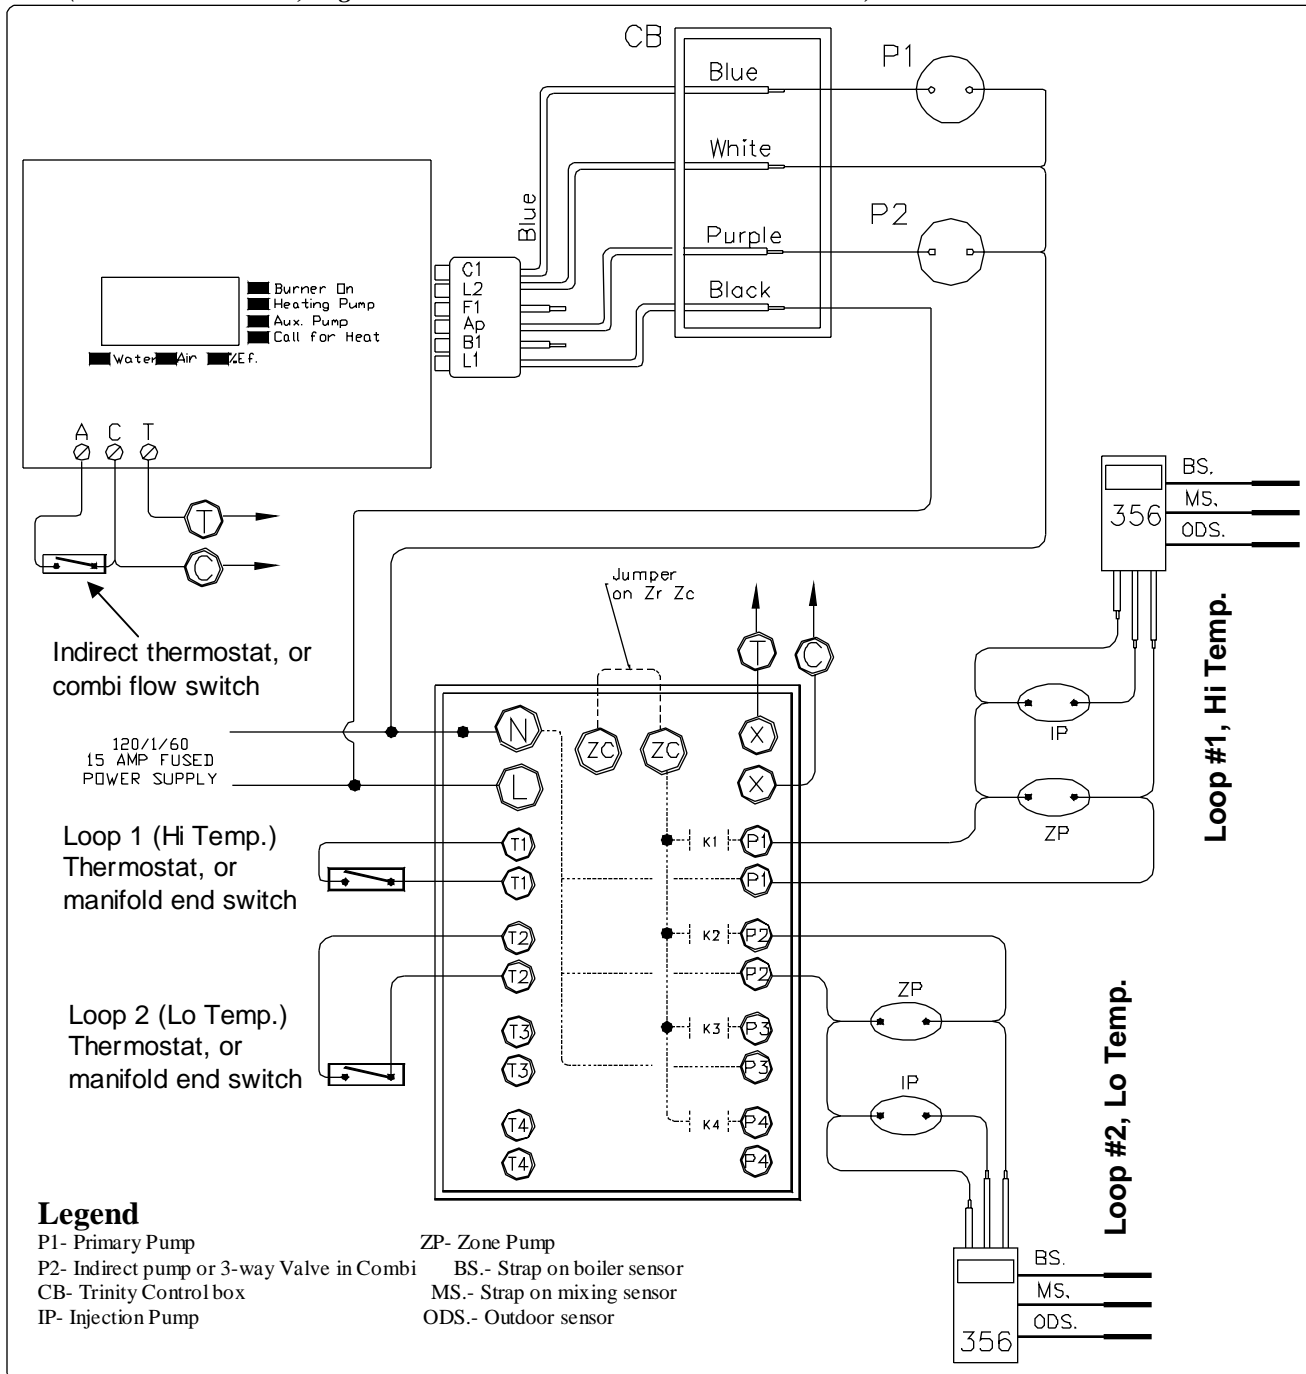 CB
P1
Blue
White
Blue
P2
Purple
Black
C1
L2
F1
Ap
B1
L1
Burner On
Heating Pump
Aux. Pump
Call for Heat
Water Air %Ef.
A C T
T
C
Indirect thermostat, or
combi flow switch
Jumper
on Zr Zc
T C
BS.
MS.
ODS.
356
IP
ZP
Loop #1, Hi Temp.
120/1/60
15 AMP FUSED
POWER SUPPLY
N
L
ZC ZC
X
X
Loop 1 (Hi Temp.)
Thermostat, or
manifold end switch
T1 K1 P1
T1 P1
T2 K2 P2
T2 P2
Loop 2 (Lo Temp.)
Thermostat, or
manifold end switch
T3 K3 P3
T3 P3
T4 K4 P4
T4 P4
ZP
IP
Loop #2, Lo Temp.
BS.
MS.
ODS.
356
Legend
P1- Primary Pump ZP- Zone Pump
P2- Indirect pump or 3-way Valve in Combi BS.- Strap on boiler sensor
CB- Trinity Control box MS.- Strap on mixing sensor
IP- Injection Pump ODS.- Outdoor sensor